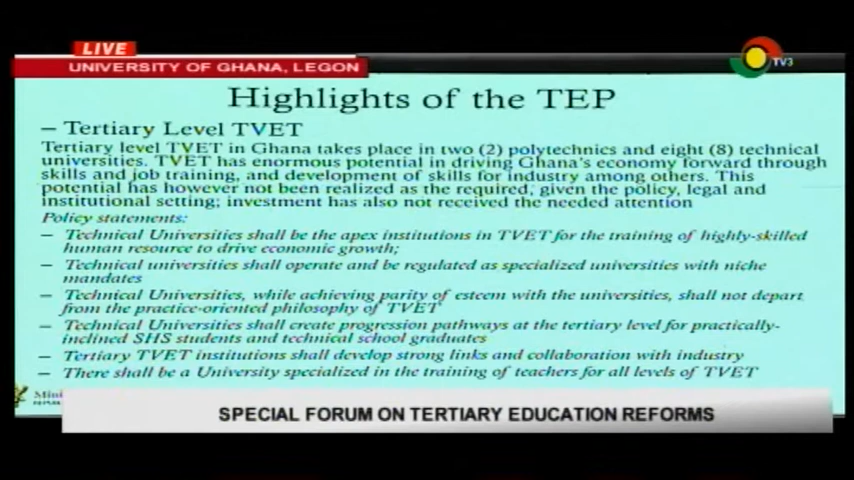 LIVE
UNIVERSITY OF GHANA, LEGON
TV3
Highlights of the TEP
– Tertiary Level TVET
Tertiary level TVET in Ghana takes place in two (2) polytechnics and eight (8) technical
universities. TVET has enormous potential in driving Ghana's economy forward through
skills and job training, and development of skills for industry among others. This
potential has however not been realized as the required, given the policy, legal and
institutional setting; investment has also not received the needed attention
Policy statements:
– Technical Universities shall be the apex institutions in TVET for the training of highly-skilled
human resource to drive economic growth;
– Technical universities shall operate and be regulated as specialized universities with niche
mandates
– Technical Universities, while achieving parity of esteem with the universities, shall not depart
from the practice-oriented philosophy of TVET
– Technical Universities shall create progression pathways at the tertiary level for practically-
inclined SHS students and technical school graduates
– Tertiary TVET institutions shall develop strong links and collaboration with industry
– There shall be a University specialized in the training of teachers for all levels of TVET
SPECIAL FORUM ON TERTIARY EDUCATION REFORMS